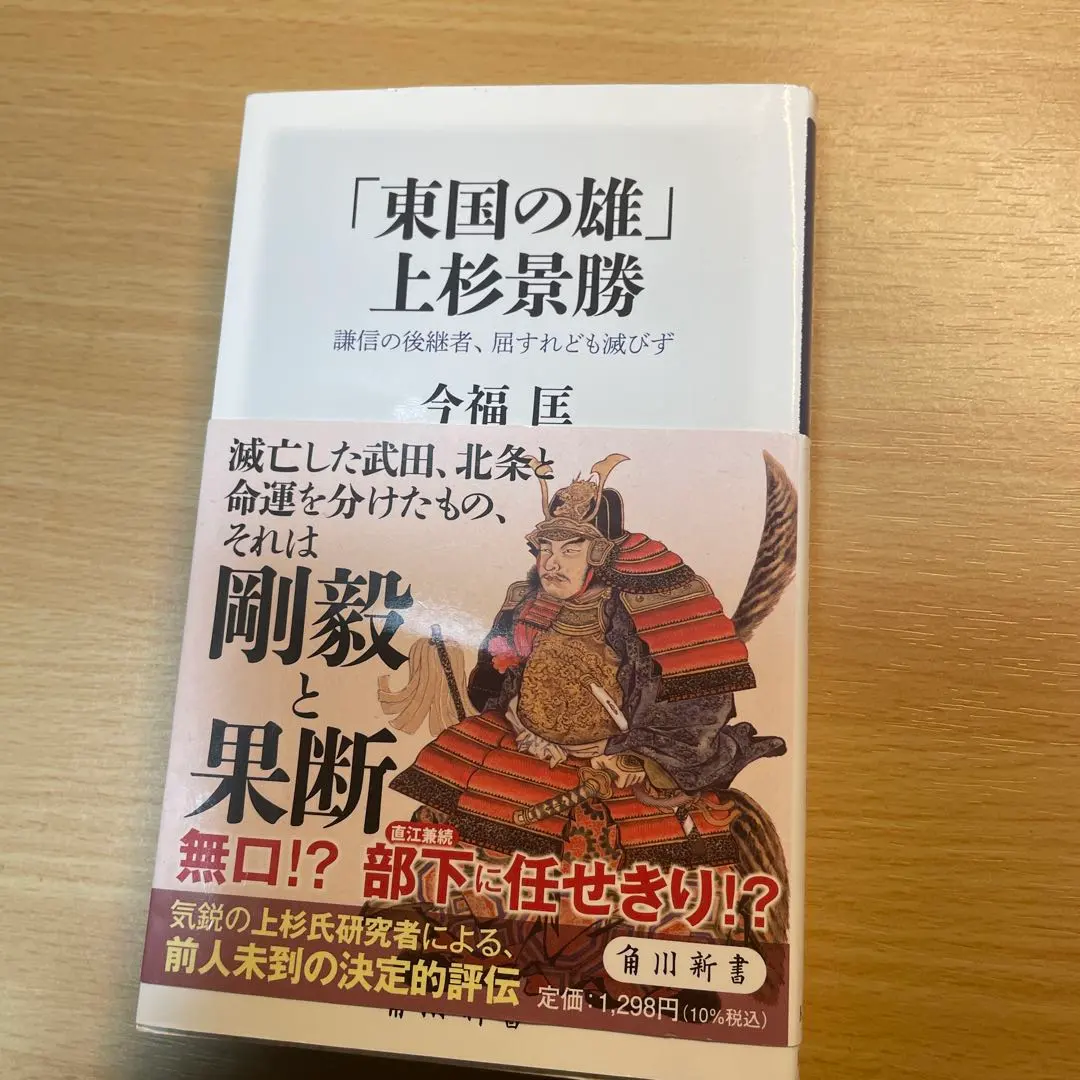 「東国の雄」
上杉景勝
謙信の後継者、屈すれども滅びず
今福 匡
滅亡した武田、北条と
命運を分けたもの、
それは
剛毅
と
果断
直江兼続
無口!? 部下に任せきり!?
気鋭の上杉氏研究者による、
前人未到の決定的評伝
角川新書
定価:1,298円(10%税込)